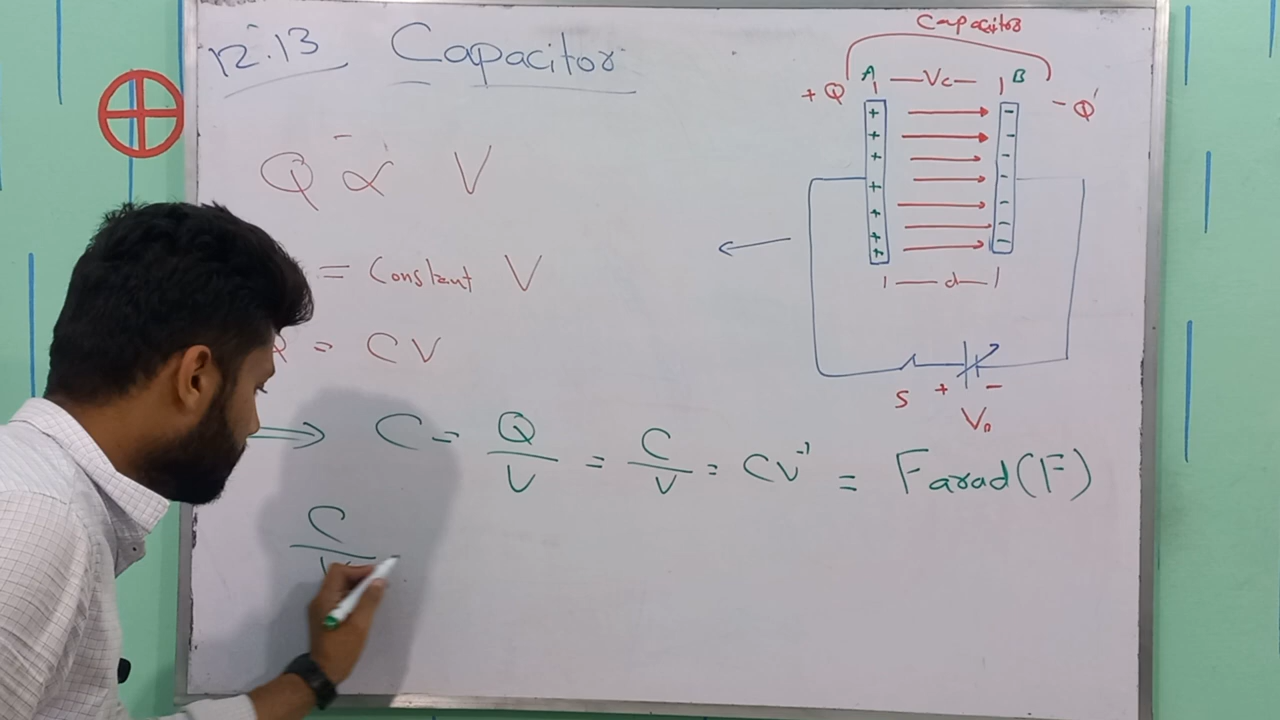 12.13 Capacitor
Q ∝ V
= Constant V
Q = CV
⟹ C = Q/V = C/V = CV⁻¹ = Farad (F)
C/V
Capacitor
A —Vc— B
+Q
-Q
+ + + + + + +
- - - - - - -
d
S + -
V₀